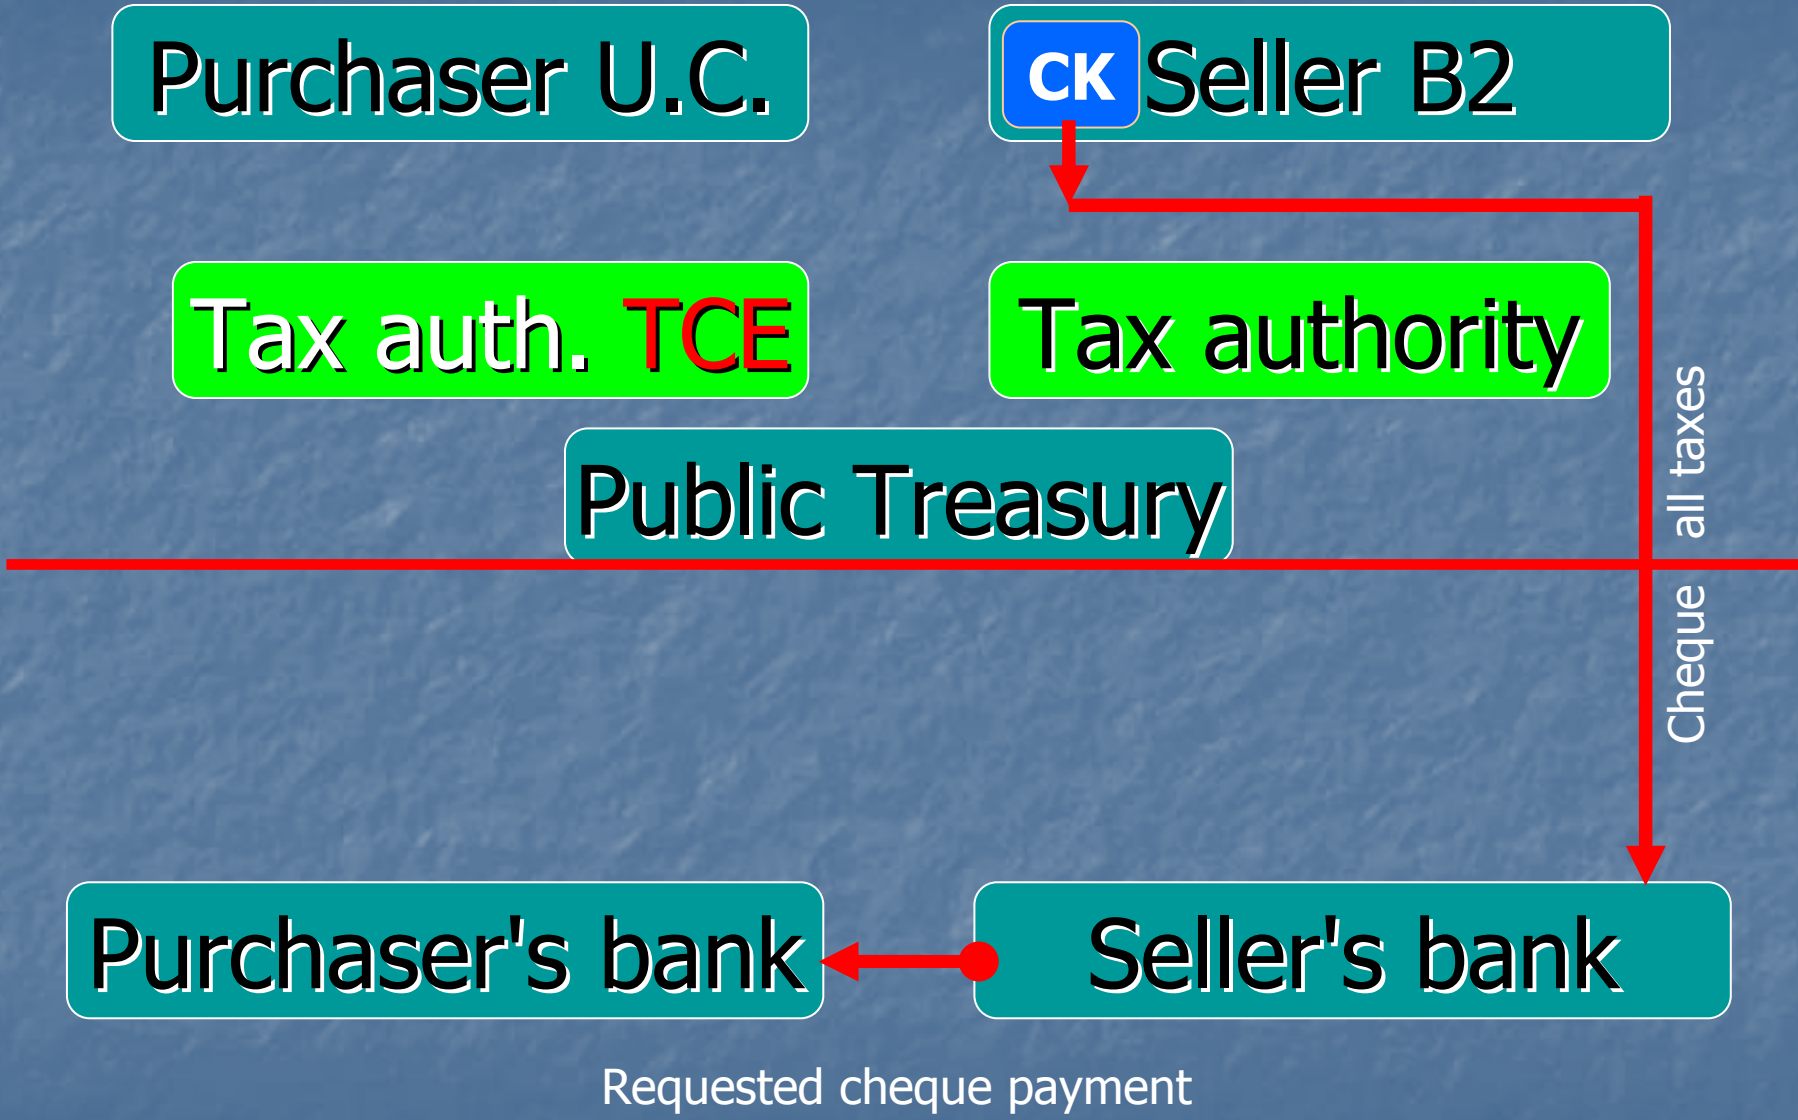 Purchaser U.C.
CK Seller B2
Tax auth. TCE
Tax authority
Public Treasury
Cheque all taxes
Purchaser's bank
Seller's bank
Requested cheque payment